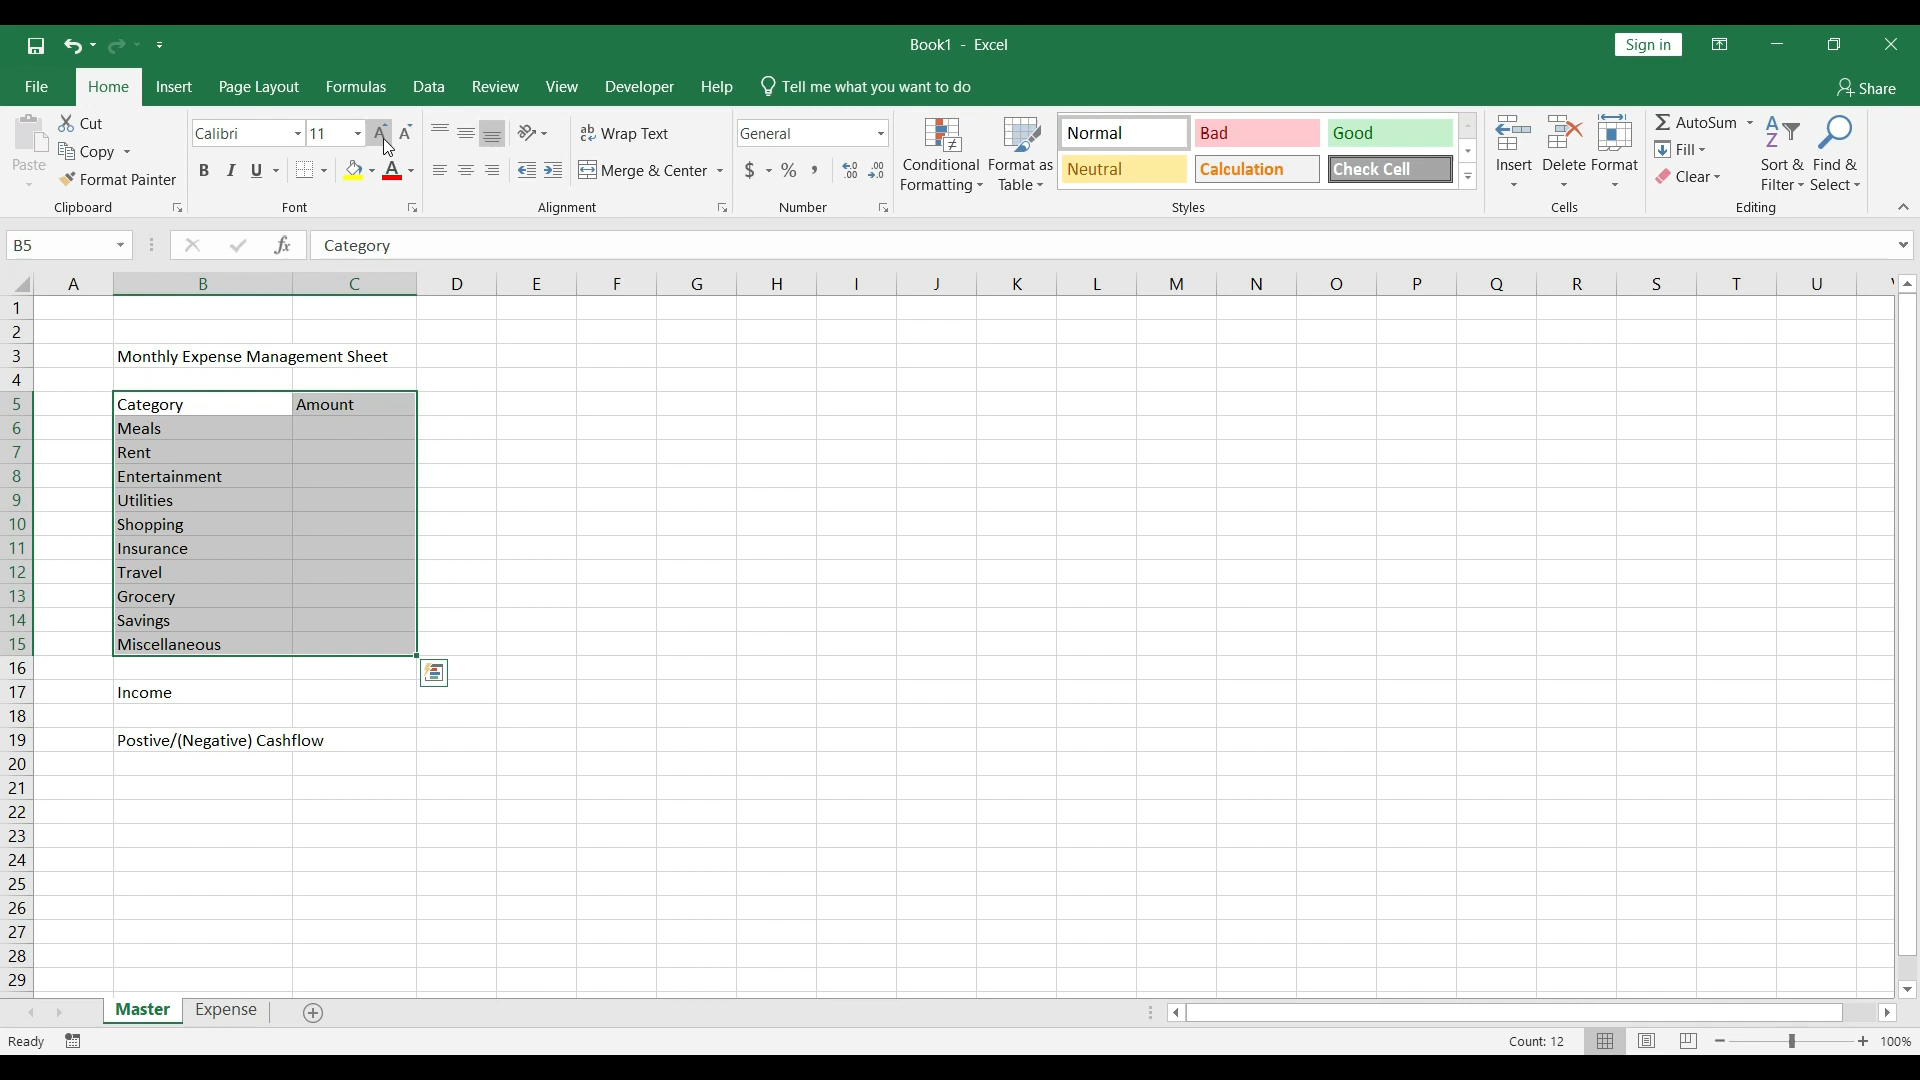 Book1 - Excel
Sign in
File Home Insert Page Layout Formulas Data Review View Developer Help Tell me what you want to do
Share
Paste
Cut
Copy
Format Painter
Clipboard
Calibri 11
B I U
Font
Wrap Text
Merge & Center
Alignment
General
$ % ,
Number
Conditional Formatting
Format as Table
Normal Bad Good
Neutral Calculation Check Cell
Styles
Insert Delete Format
Cells
AutoSum
Fill
Clear
Sort & Filter
Find & Select
Editing
B5 fx Category
A B C D E F G H I J K L M N O P Q R S T U
1
2
3 Monthly Expense Management Sheet
4
5 Category Amount
6 Meals
7 Rent
8 Entertainment
9 Utilities
10 Shopping
11 Insurance
12 Travel
13 Grocery
14 Savings
15 Miscellaneous
16
17 Income
18
19 Postive/(Negative) Cashflow
20
21
22
23
24
25
26
27
28
29
Master Expense
Ready Count: 12 100%